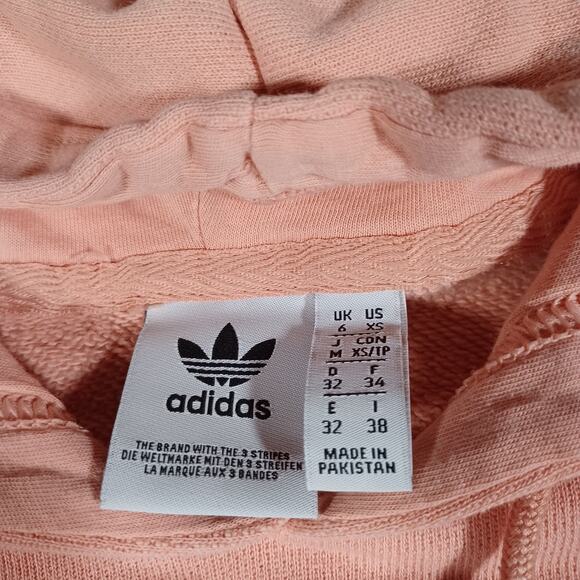 adidas
THE BRAND WITH THE 3 STRIPES
DIE WELTMARKE MIT DEN 3 STREIFEN
LA MARQUE AUX 3 BANDES
UK US
6 XS
J CDN
M XS/TP
D F
32 34
E I
32 38
MADE IN
PAKISTAN